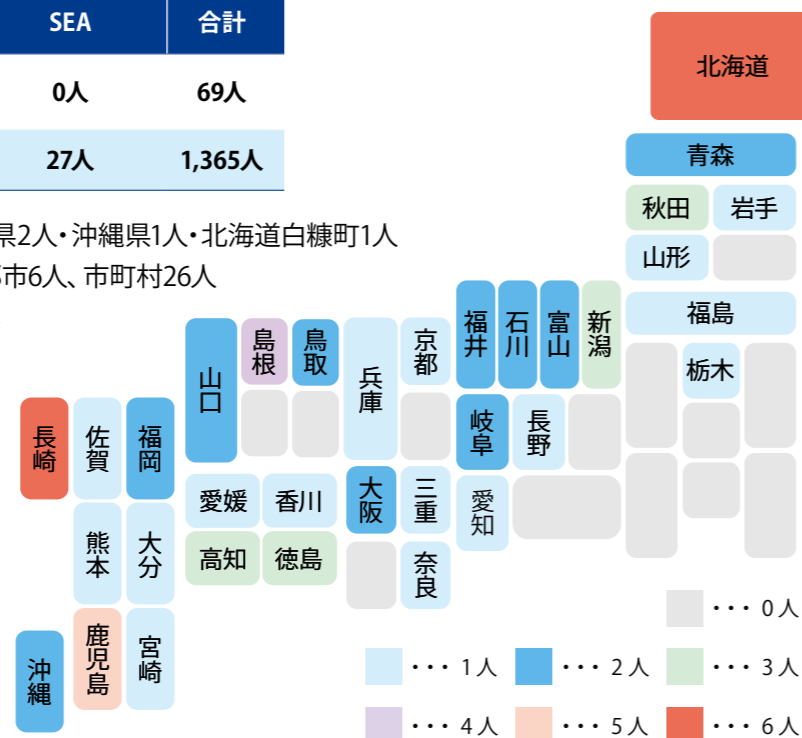 SEA 合計
0人 69人
27人 1,365人
県2人・沖縄県1人・北海道白糠町1人
市6人、市町村26人
北海道
青森
秋田 岩手
山形
福島
栃木
福井 石川 富山 新潟
岐阜 長野
愛知
山口 島根 鳥取 兵庫 京都
大阪 三重
奈良
愛媛 香川
高知 徳島
長崎 佐賀 福岡
熊本 大分
鹿児島 宮崎
沖縄
・・・ 0人
・・・ 1人 ・・・ 2人 ・・・ 3人
・・・ 4人 ・・・ 5人 ・・・ 6人